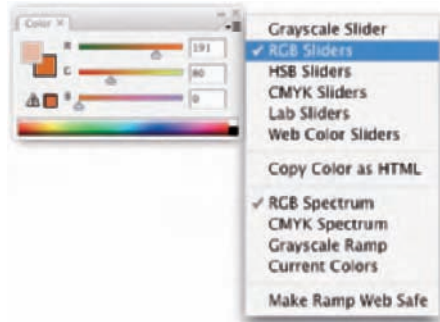 Color ×
R 191
G 80
B 0
Grayscale Slider
✓ RGB Sliders
HSB Sliders
CMYK Sliders
Lab Sliders
Web Color Sliders
Copy Color as HTML
✓ RGB Spectrum
CMYK Spectrum
Grayscale Ramp
Current Colors
Make Ramp Web Safe